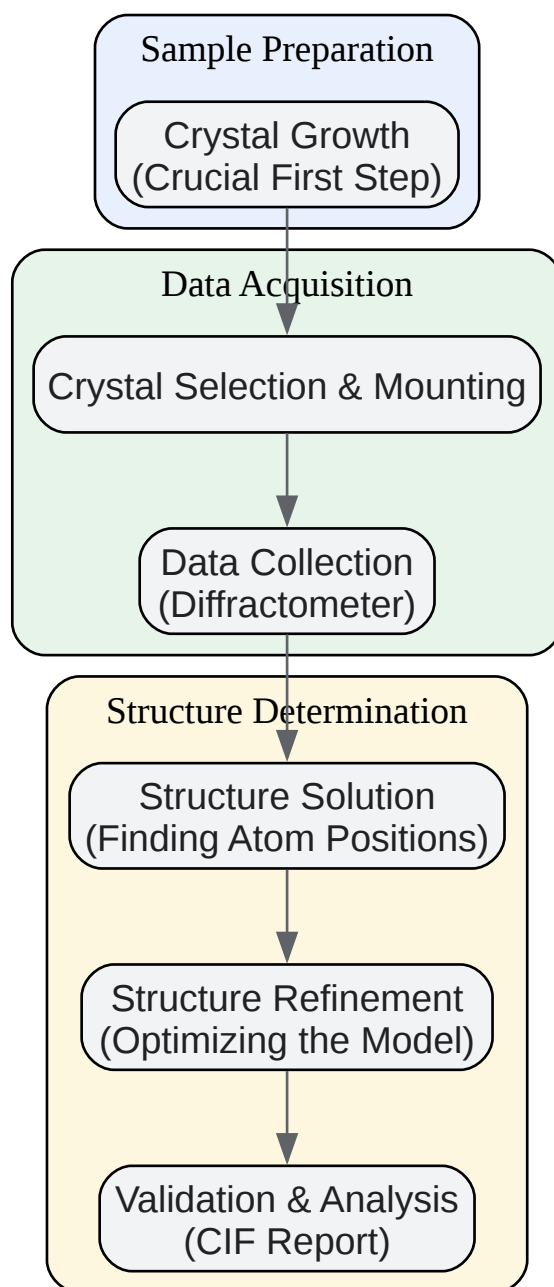 Sample Preparation
Crystal Growth
(Crucial First Step)
Data Acquisition
Crystal Selection & Mounting
Data Collection
(Diffractometer)
Structure Determination
Structure Solution
(Finding Atom Positions)
Structure Refinement
(Optimizing the Model)
Validation & Analysis
(CIF Report)